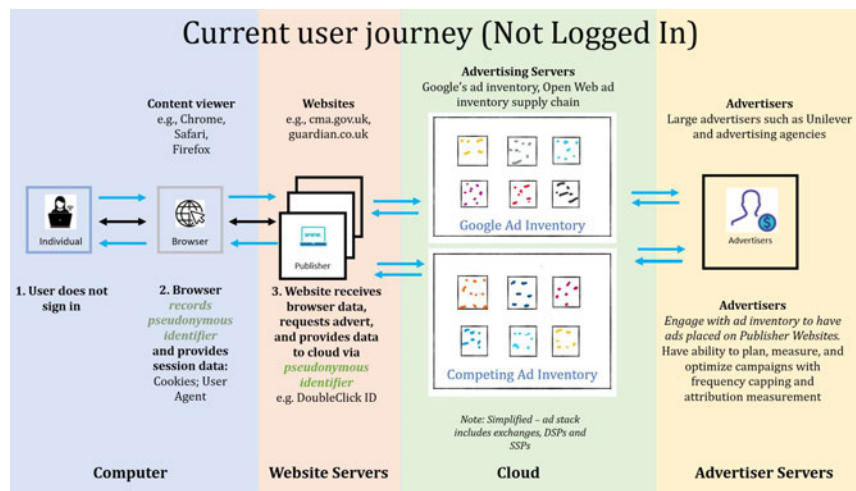 Current user journey (Not Logged In)
Content viewer
e.g., Chrome,
Safari,
Firefox
Websites
e.g., cma.gov.uk,
guardian.co.uk
Advertising Servers
Google's ad inventory, Open Web ad
inventory supply chain
Advertisers
Large advertisers such as Unilever
and advertising agencies
Individual
Browser
www
Publisher
Google Ad Inventory
Competing Ad Inventory
$
Advertisers
1. User does not
sign in
2. Browser
records
pseudonymous
identifier
and provides
session data:
Cookies; User
Agent
3. Website receives
browser data,
requests advert,
and provides data
to cloud via
pseudonymous
identifier
e.g. DoubleClick ID
Note: Simplified – ad stack
includes exchanges, DSPs and
SSPs
Advertisers
Engage with ad inventory to have
ads placed on Publisher Websites.
Have ability to plan, measure, and
optimize campaigns with
frequency capping and
attribution measurement
Computer
Website Servers
Cloud
Advertiser Servers